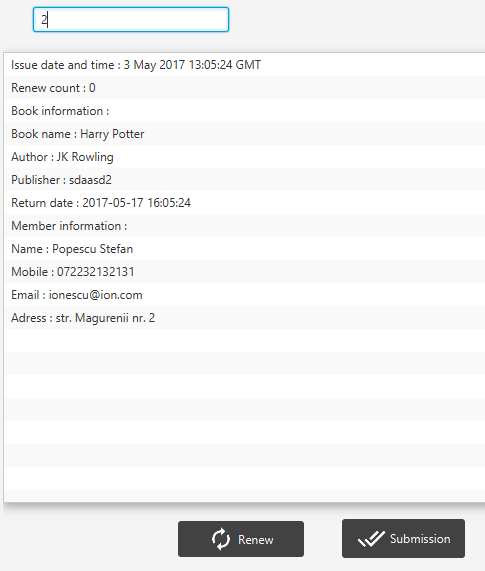 2
Issue date and time : 3 May 2017 13:05:24 GMT
Renew count : 0
Book information :
Book name : Harry Potter
Author : JK Rowling
Publisher : sdaasd2
Return date : 2017-05-17 16:05:24
Member information :
Name : Popescu Stefan
Mobile : 072232132131
Email : ionescu@ion.com
Adress : str. Magurenii nr. 2
Renew
Submission